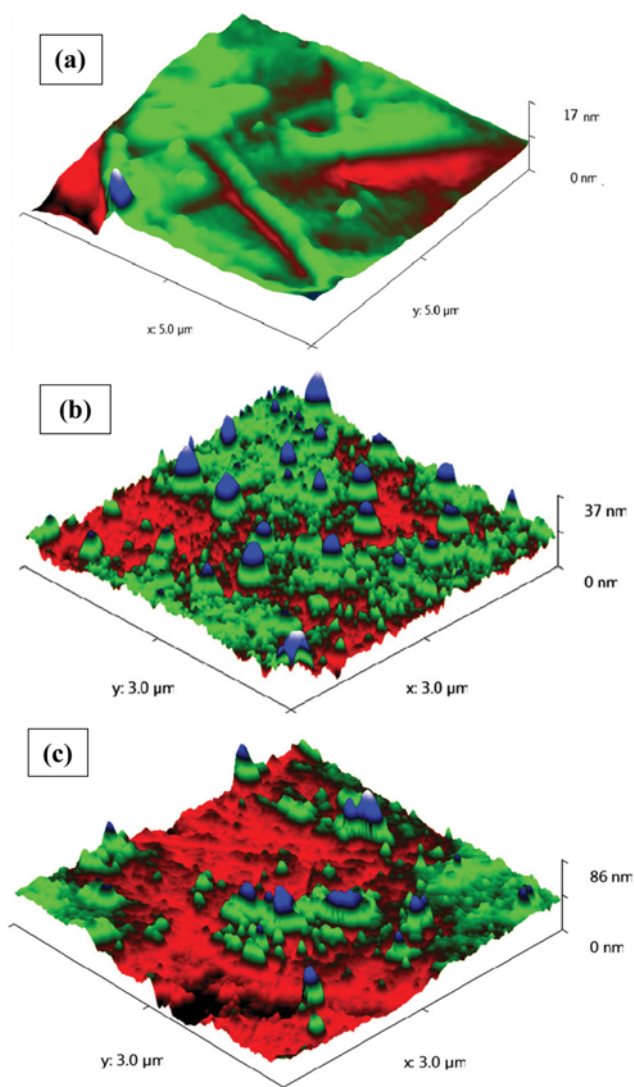 (a)
17 nm
0 nm
x: 5.0 µm
y: 5.0 µm
(b)
37 nm
0 nm
y: 3.0 µm
x: 3.0 µm
(c)
86 nm
0 nm
y: 3.0 µm
x: 3.0 µm